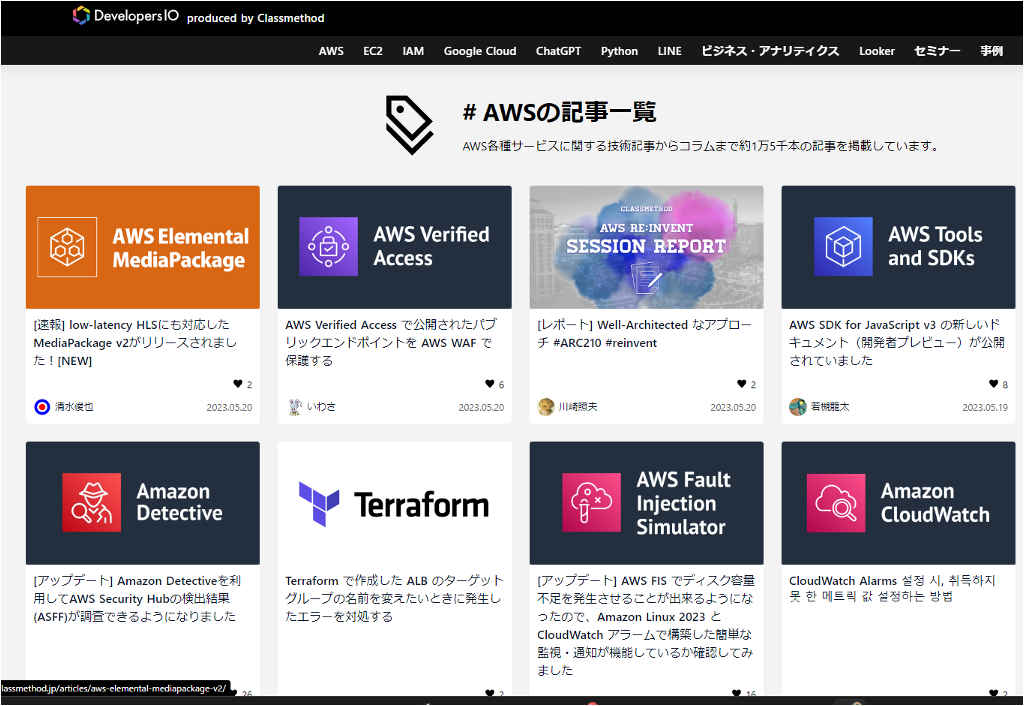 DevelopersIO produced by Classmethod
AWS EC2 IAM Google Cloud ChatGPT Python LINE ビジネス・アナリティクス Looker セミナー 事例
# AWSの記事一覧
AWS各種サービスに関する技術記事からコラムまで約1万5千本の記事を掲載しています。
AWS Elemental
MediaPackage
[速報] low-latency HLSにも対応した
MediaPackage v2がリリースされまし
た！[NEW]
2
清水俊也 2023.05.20
AWS Verified
Access
AWS Verified Access で公開されたパブ
リックエンドポイントを AWS WAF で
保護する
6
いわさ 2023.05.20
CLASSMETHOD
AWS RE:INVENT
SESSION REPORT
[レポート] Well-Architected なアプロー
チ #ARC210 #reinvent
2
川崎照夫 2023.05.20
AWS Tools
and SDKs
AWS SDK for JavaScript v3 の新しいド
キュメント（開発者プレビュー）が公開
されていました
8
若槻龍太 2023.05.19
Amazon
Detective
[アップデート] Amazon Detectiveを利
用してAWS Security Hubの検出結果
(ASFF)が調査できるようになりました
26
Terraform
Terraform で作成した ALB のターゲット
グループの名前を変えたいときに発生し
たエラーを対処する
2
AWS Fault
Injection
Simulator
[アップデート] AWS FIS でディスク容量
不足を発生させることが出来るようにな
ったので、Amazon Linux 2023 と
CloudWatch アラームで構築した簡単な
監視・通知が機能しているか確認してみ
ました
16
Amazon
CloudWatch
CloudWatch Alarms 설정 시, 취득하지
못 한 메트릭 값 설정하는 방법
2
lassmethod.jp/articles/aws-elemental-mediapackage-v2/